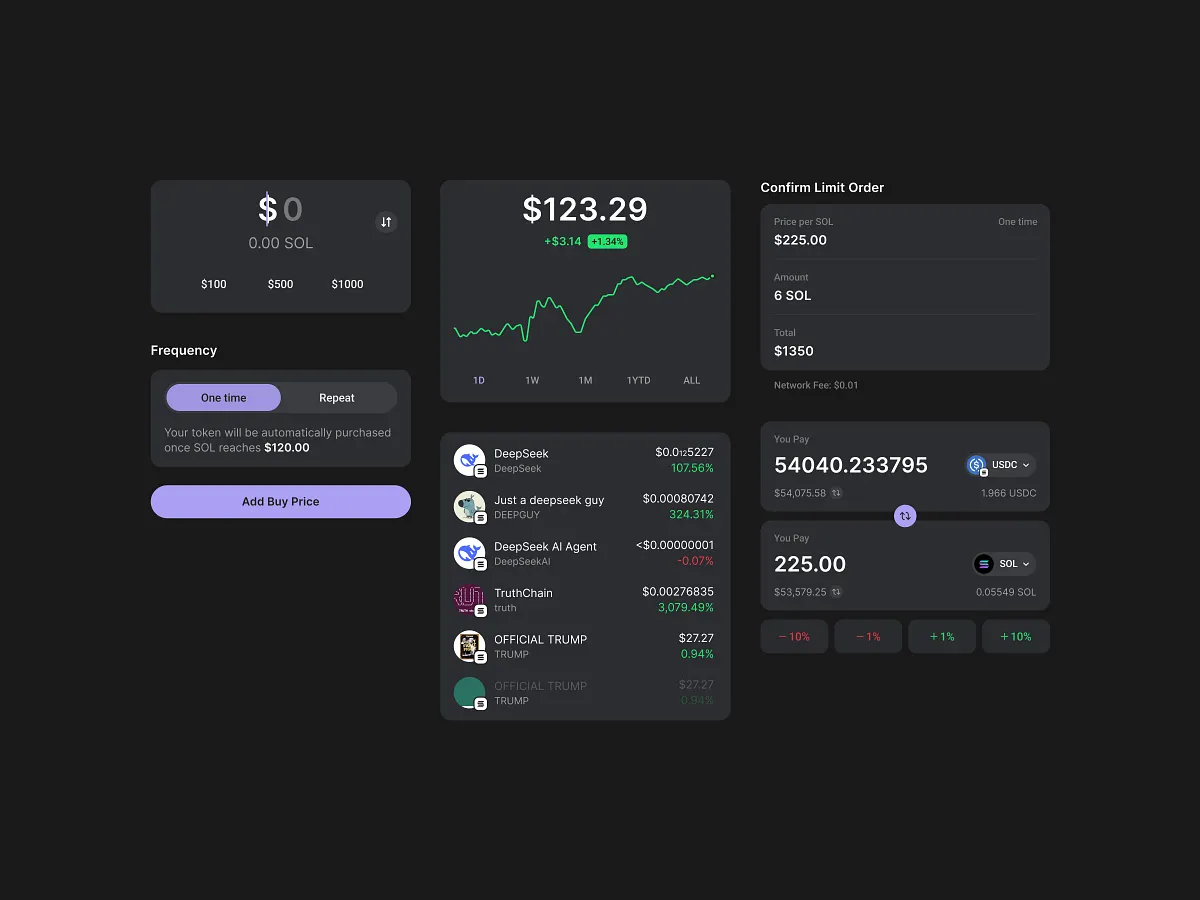 $0
0.00 SOL
$100 $500 $1000
Frequency
One time Repeat
Your token will be automatically purchased
once SOL reaches $120.00
Add Buy Price
$123.29
+$3.14 +1.34%
1D 1W 1M 1YTD ALL
DeepSeek $0.0₁₂5227
DeepSeek 107.56%
Just a deepseek guy $0.00080742
DEEPGUY 324.31%
DeepSeek AI Agent <$0.00000001
DeepSeekAI -0.07%
TruthChain $0.00276835
truth 3,079.49%
OFFICIAL TRUMP $27.27
TRUMP 0.94%
OFFICIAL TRUMP $27.27
TRUMP 0.94%
Confirm Limit Order
Price per SOL One time
$225.00
Amount
6 SOL
Total
$1350
Network Fee: $0.01
You Pay
54040.233795 USDC
$54,075.58 1.966 USDC
You Pay
225.00 SOL
$53,579.25 0.05549 SOL
−10% −1% +1% +10%